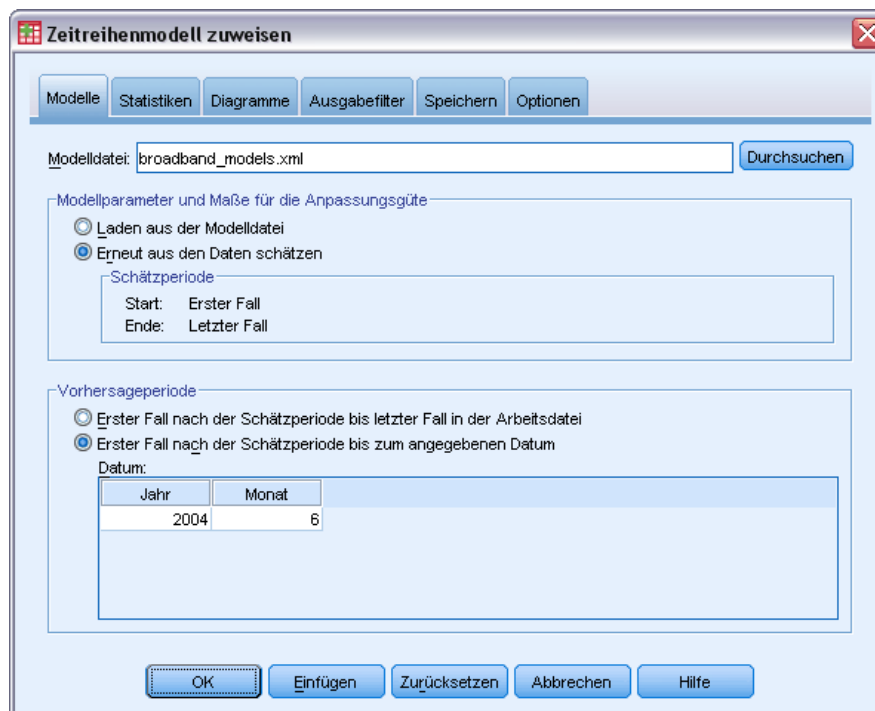 Zeitreihenmodell zuweisen
Modelle Statistiken Diagramme Ausgabefilter Speichern Optionen
Modelldatei: broadband_models.xml Durchsuchen
Modellparameter und Maße für die Anpassungsgüte
Laden aus der Modelldatei
Erneut aus den Daten schätzen
Schätzperiode
Start: Erster Fall
Ende: Letzter Fall
Vorhersageperiode
Erster Fall nach der Schätzperiode bis letzter Fall in der Arbeitsdatei
Erster Fall nach der Schätzperiode bis zum angegebenen Datum
Datum:
Jahr Monat
2004 6
OK Einfügen Zurücksetzen Abbrechen Hilfe